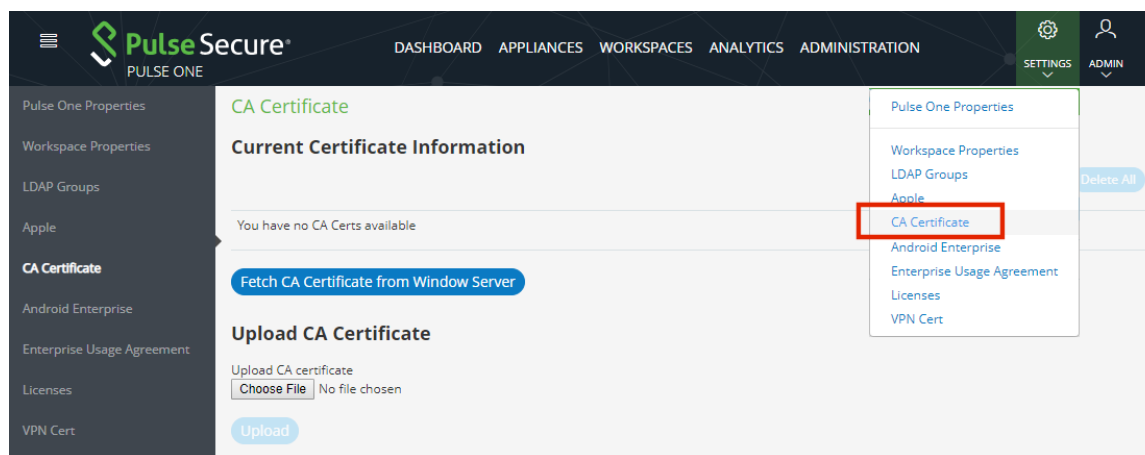 Pulse Secure®
PULSE ONE
DASHBOARD APPLIANCES WORKSPACES ANALYTICS ADMINISTRATION
SETTINGS
ADMIN
Pulse One Properties
Workspace Properties
LDAP Groups
Apple
CA Certificate
Android Enterprise
Enterprise Usage Agreement
Licenses
VPN Cert
CA Certificate
Current Certificate Information
Delete All
You have no CA Certs available
Fetch CA Certificate from Window Server
Upload CA Certificate
Upload CA certificate
Choose File No file chosen
Upload
Pulse One Properties
Workspace Properties
LDAP Groups
Apple
CA Certificate
Android Enterprise
Enterprise Usage Agreement
Licenses
VPN Cert